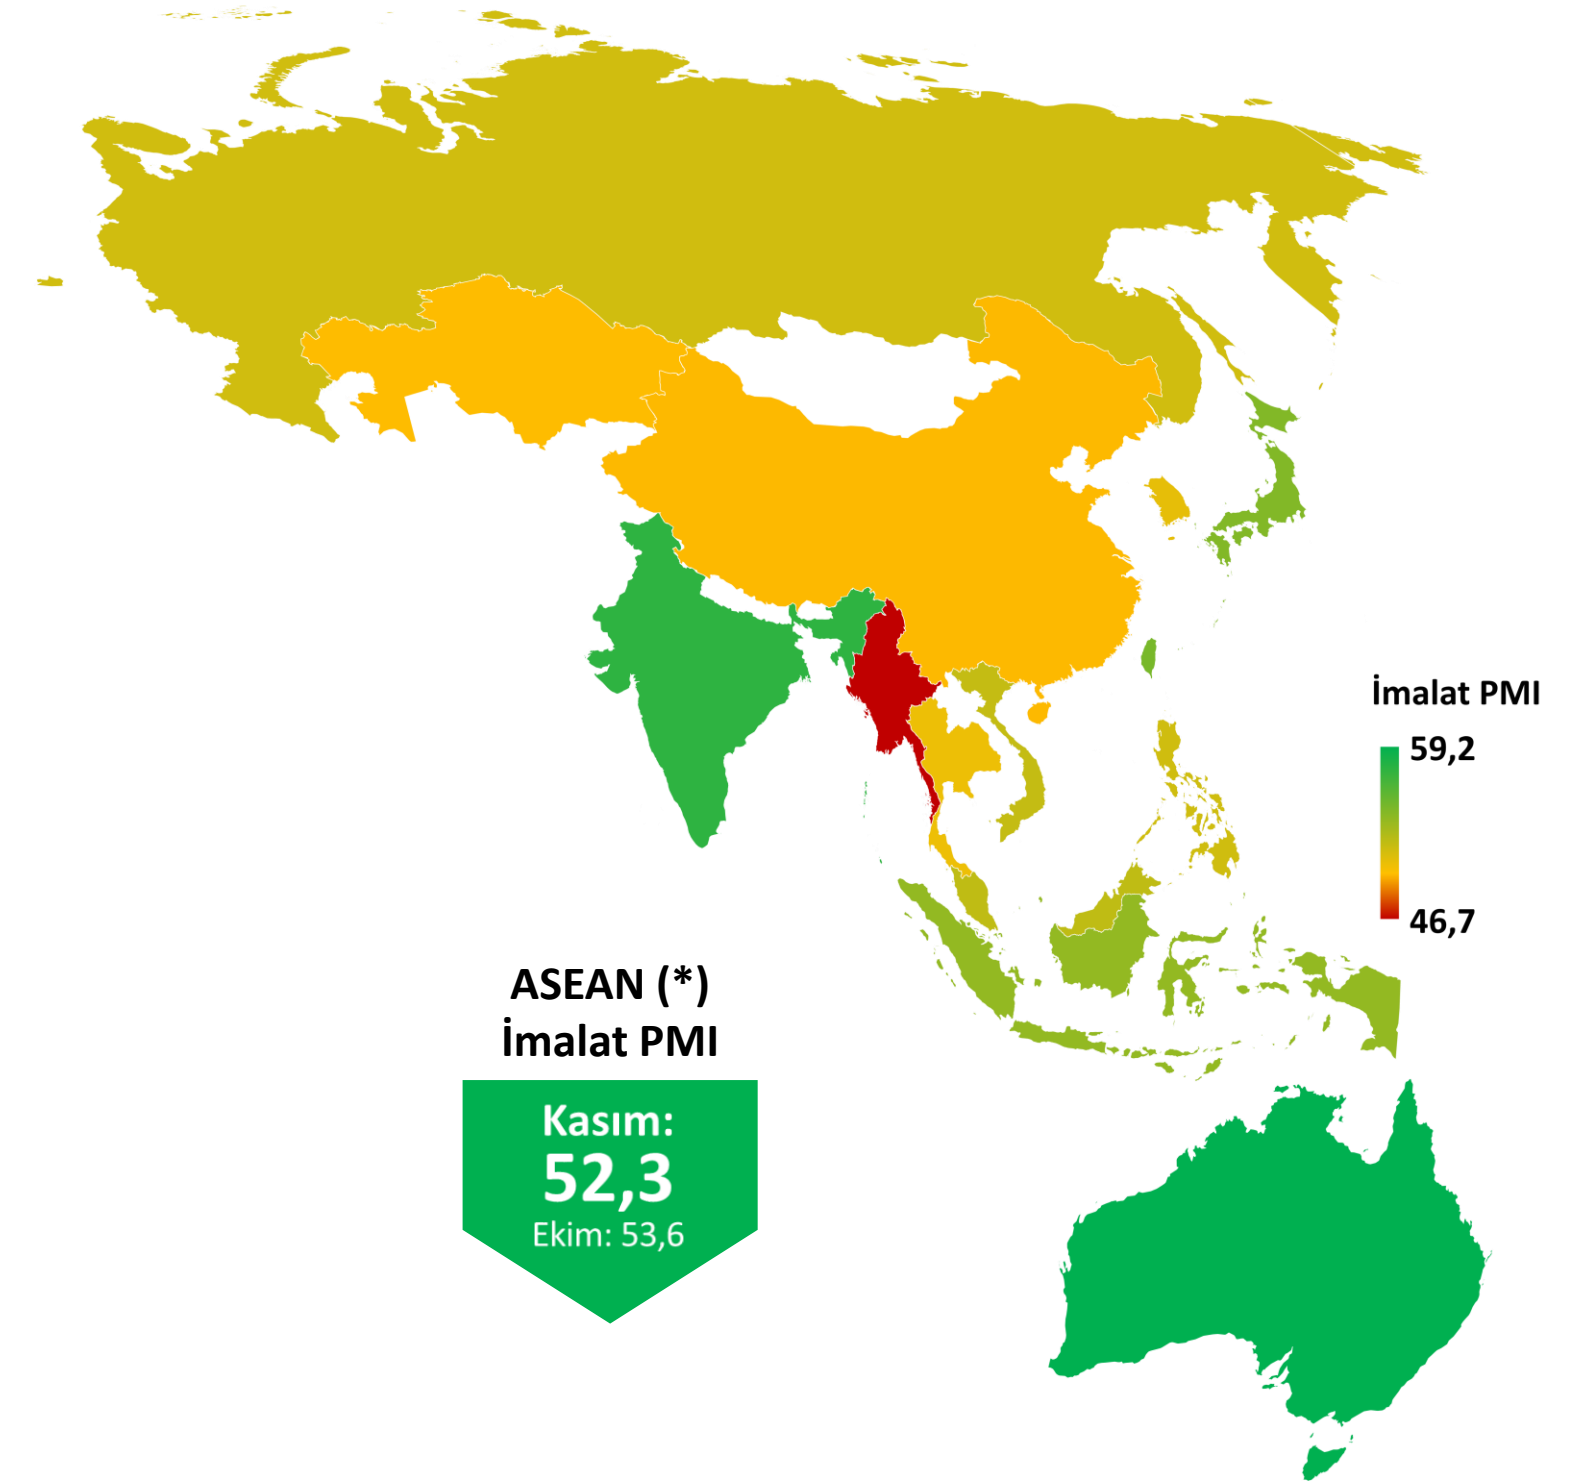 İmalat PMI
59,2
46,7
ASEAN (*)
İmalat PMI
Kasım:
52,3
Ekim: 53,6